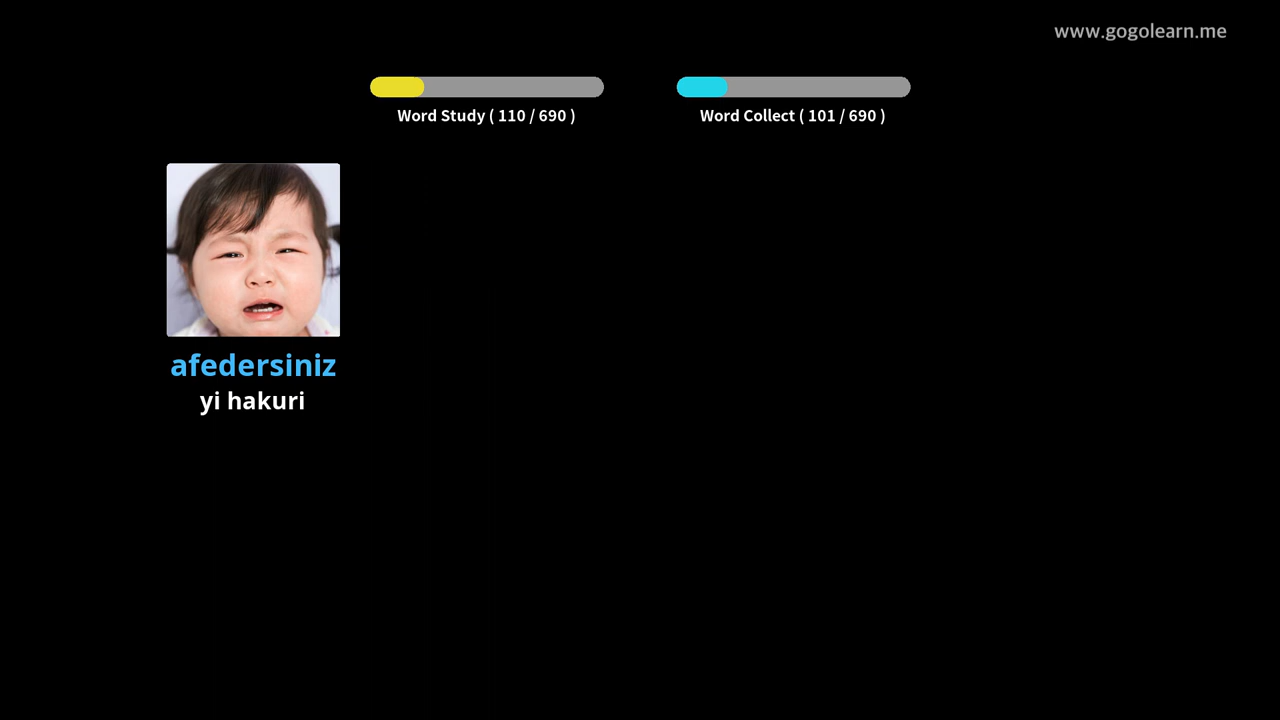 www.gogolearn.me
Word Study ( 110 / 690 )
Word Collect ( 101 / 690 )
afedersiniz
yi hakuri